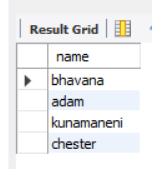 Result Grid
name
bhavana
adam
kunamaneni
chester